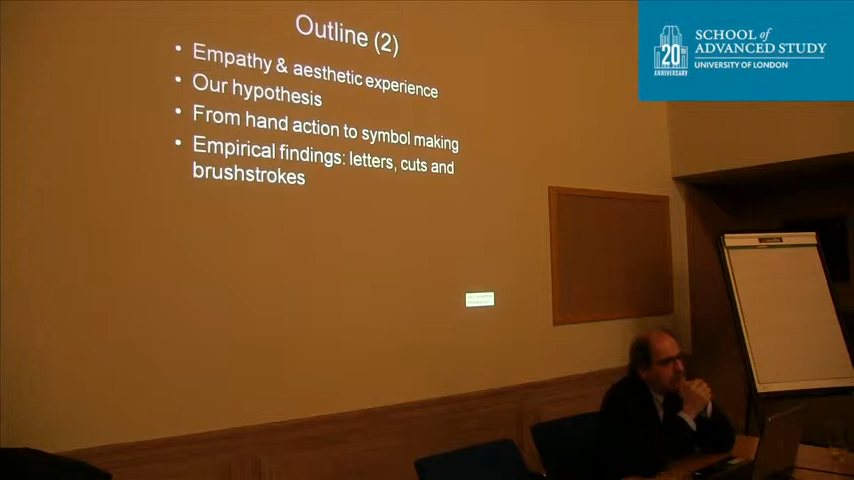 Outline (2)
• Empathy & aesthetic experience
• Our hypothesis
• From hand action to symbol making
• Empirical findings: letters, cuts and
brushstrokes
SCHOOL of
ADVANCED STUDY
UNIVERSITY OF LONDON
20th
ANNIVERSARY